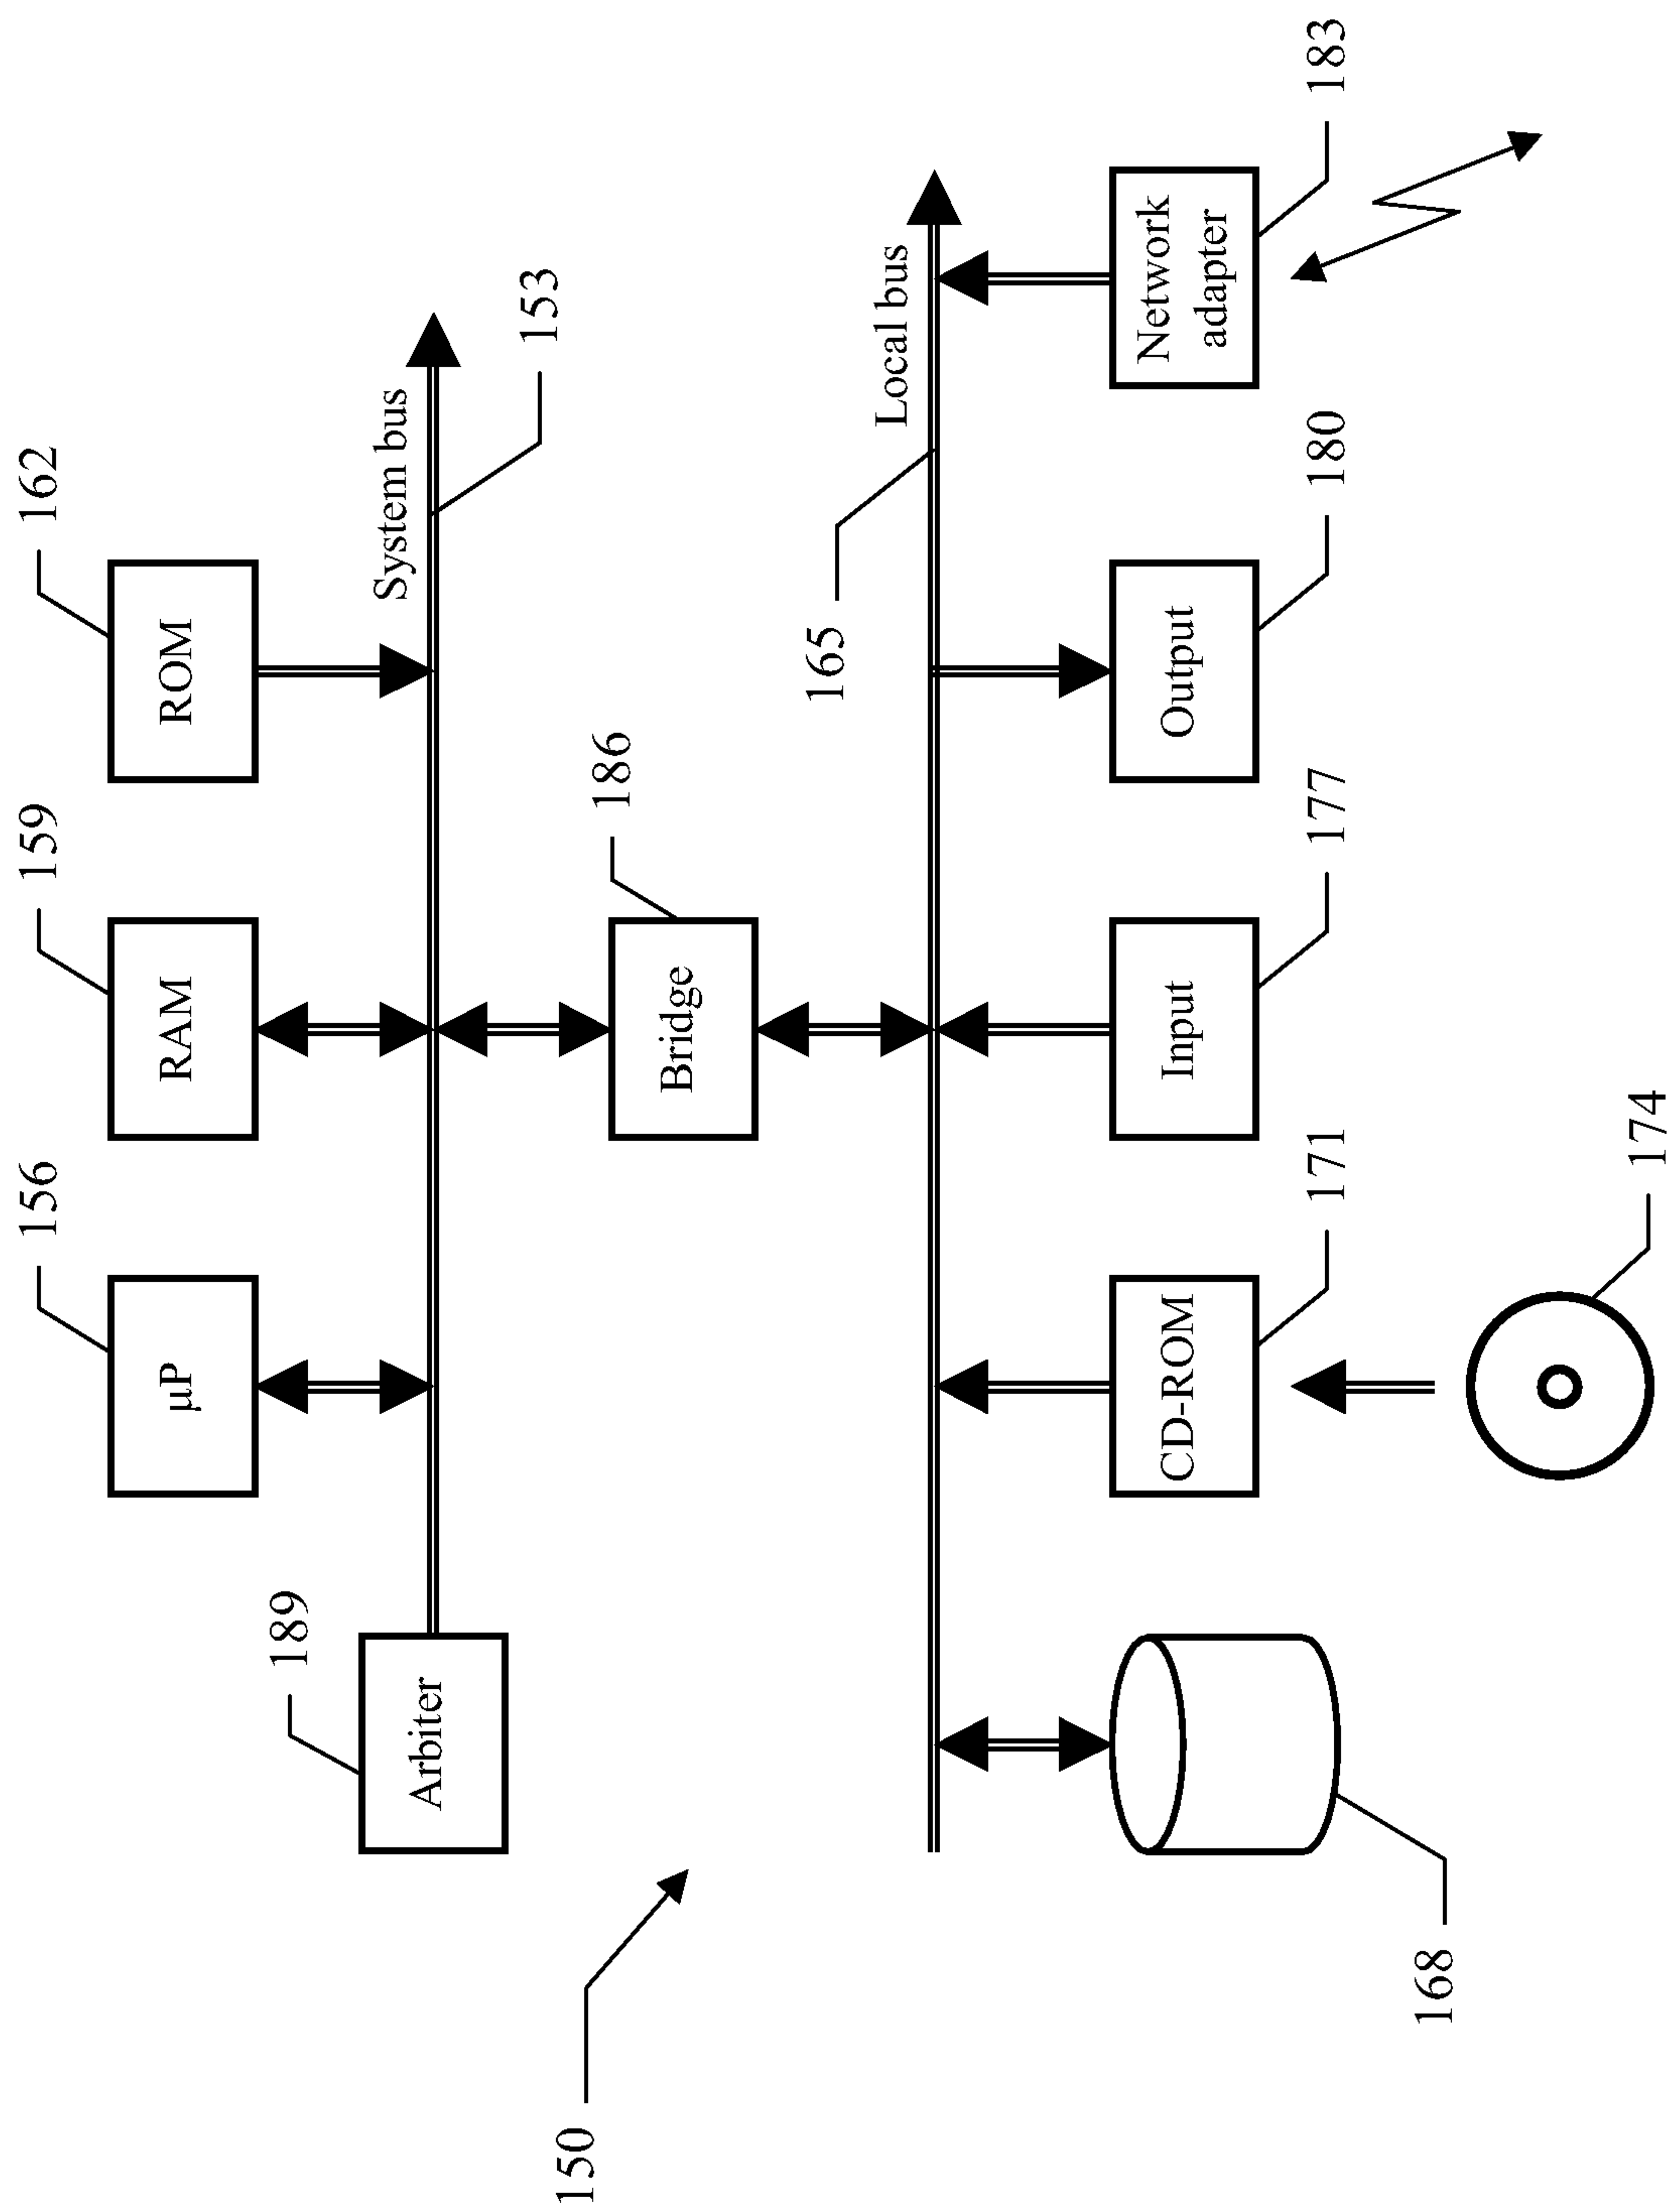 162
159
156
ROM
RAM
µP
189
System bus
153
Arbiter
186
Bridge
150
165
Local bus
Network
adapter
183
Output
180
Input
177
CD-ROM
171
174
168